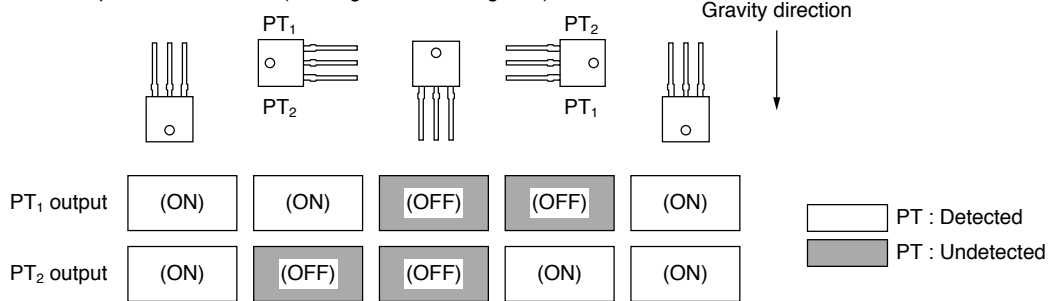 Gravity direction
PT₁ PT₂
PT₂ PT₁
PT₁ output (ON) (ON) (OFF) (OFF) (ON)
PT : Detected
PT : Undetected
PT₂ output (ON) (OFF) (OFF) (ON) (ON)